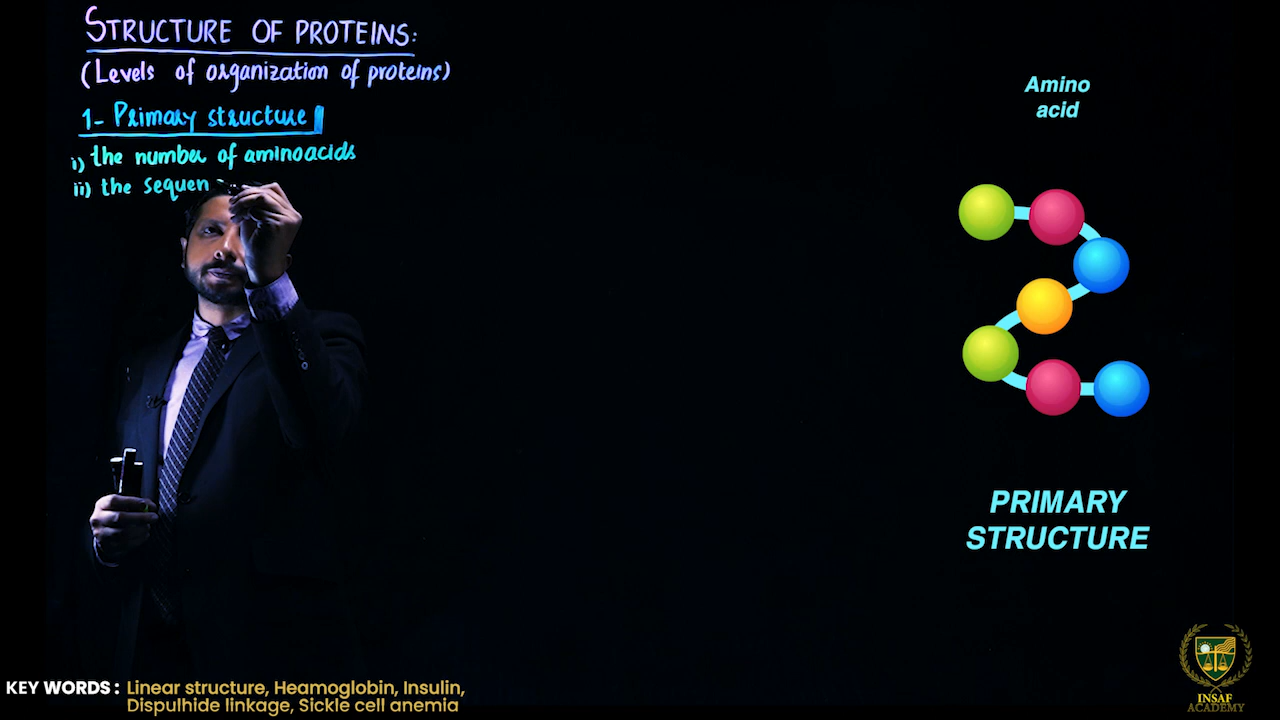 STRUCTURE OF PROTEINS:
(Levels of organization of proteins)
1- Primary structure
i) the number of aminoacids
ii) the sequen
Amino
acid
PRIMARY
STRUCTURE
KEY WORDS : Linear structure, Heamoglobin, Insulin,
Dispulhide linkage, Sickle cell anemia
INSAF
ACADEMY